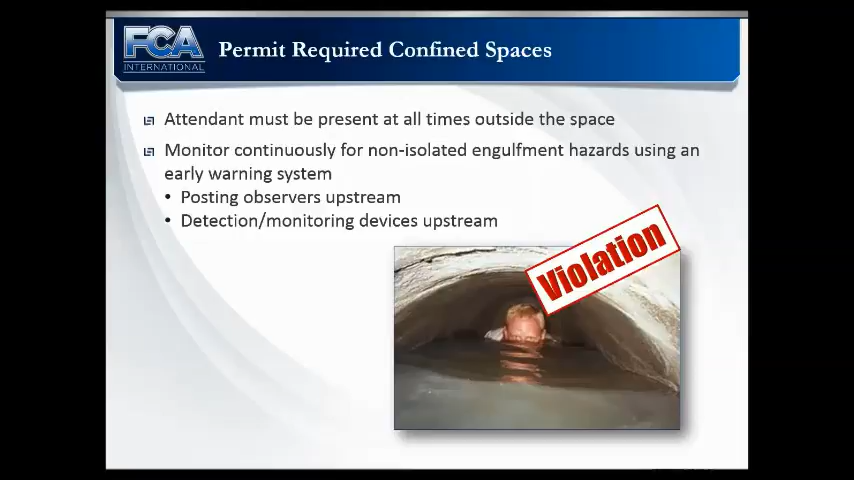 FCA
INTERNATIONAL
Permit Required Confined Spaces
Attendant must be present at all times outside the space
Monitor continuously for non-isolated engulfment hazards using an
early warning system
• Posting observers upstream
• Detection/monitoring devices upstream
Violation